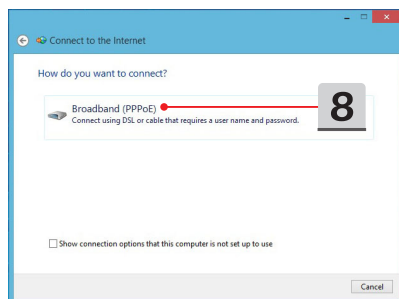 Connect to the Internet
How do you want to connect?
Broadband (PPPoE)
Connect using DSL or cable that requires a user name and password.
8
Show connection options that this computer is not set up to use
Cancel